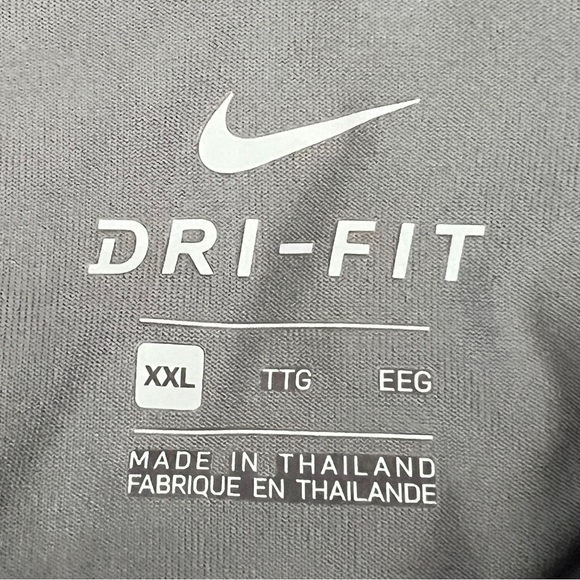 DRI-FIT
XXL TTG EEG
MADE IN THAILAND
FABRIQUE EN THAILANDE